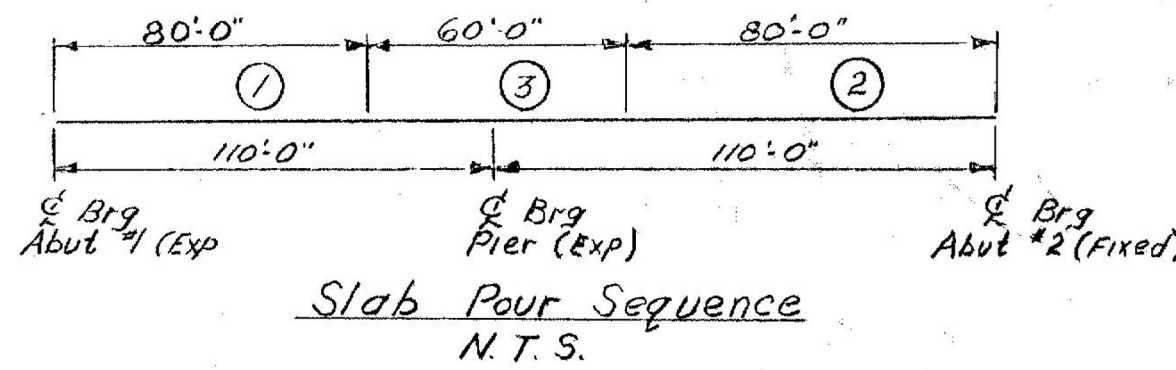 80'-0" 60'-0" 80'-0"
1 3 2
110'-0" 110'-0"
℄ Brg
Abut #1 (Exp
℄ Brg
Pier (Exp)
℄ Brg
Abut #2 (Fixed)
Slab Pour Sequence
N. T. S.